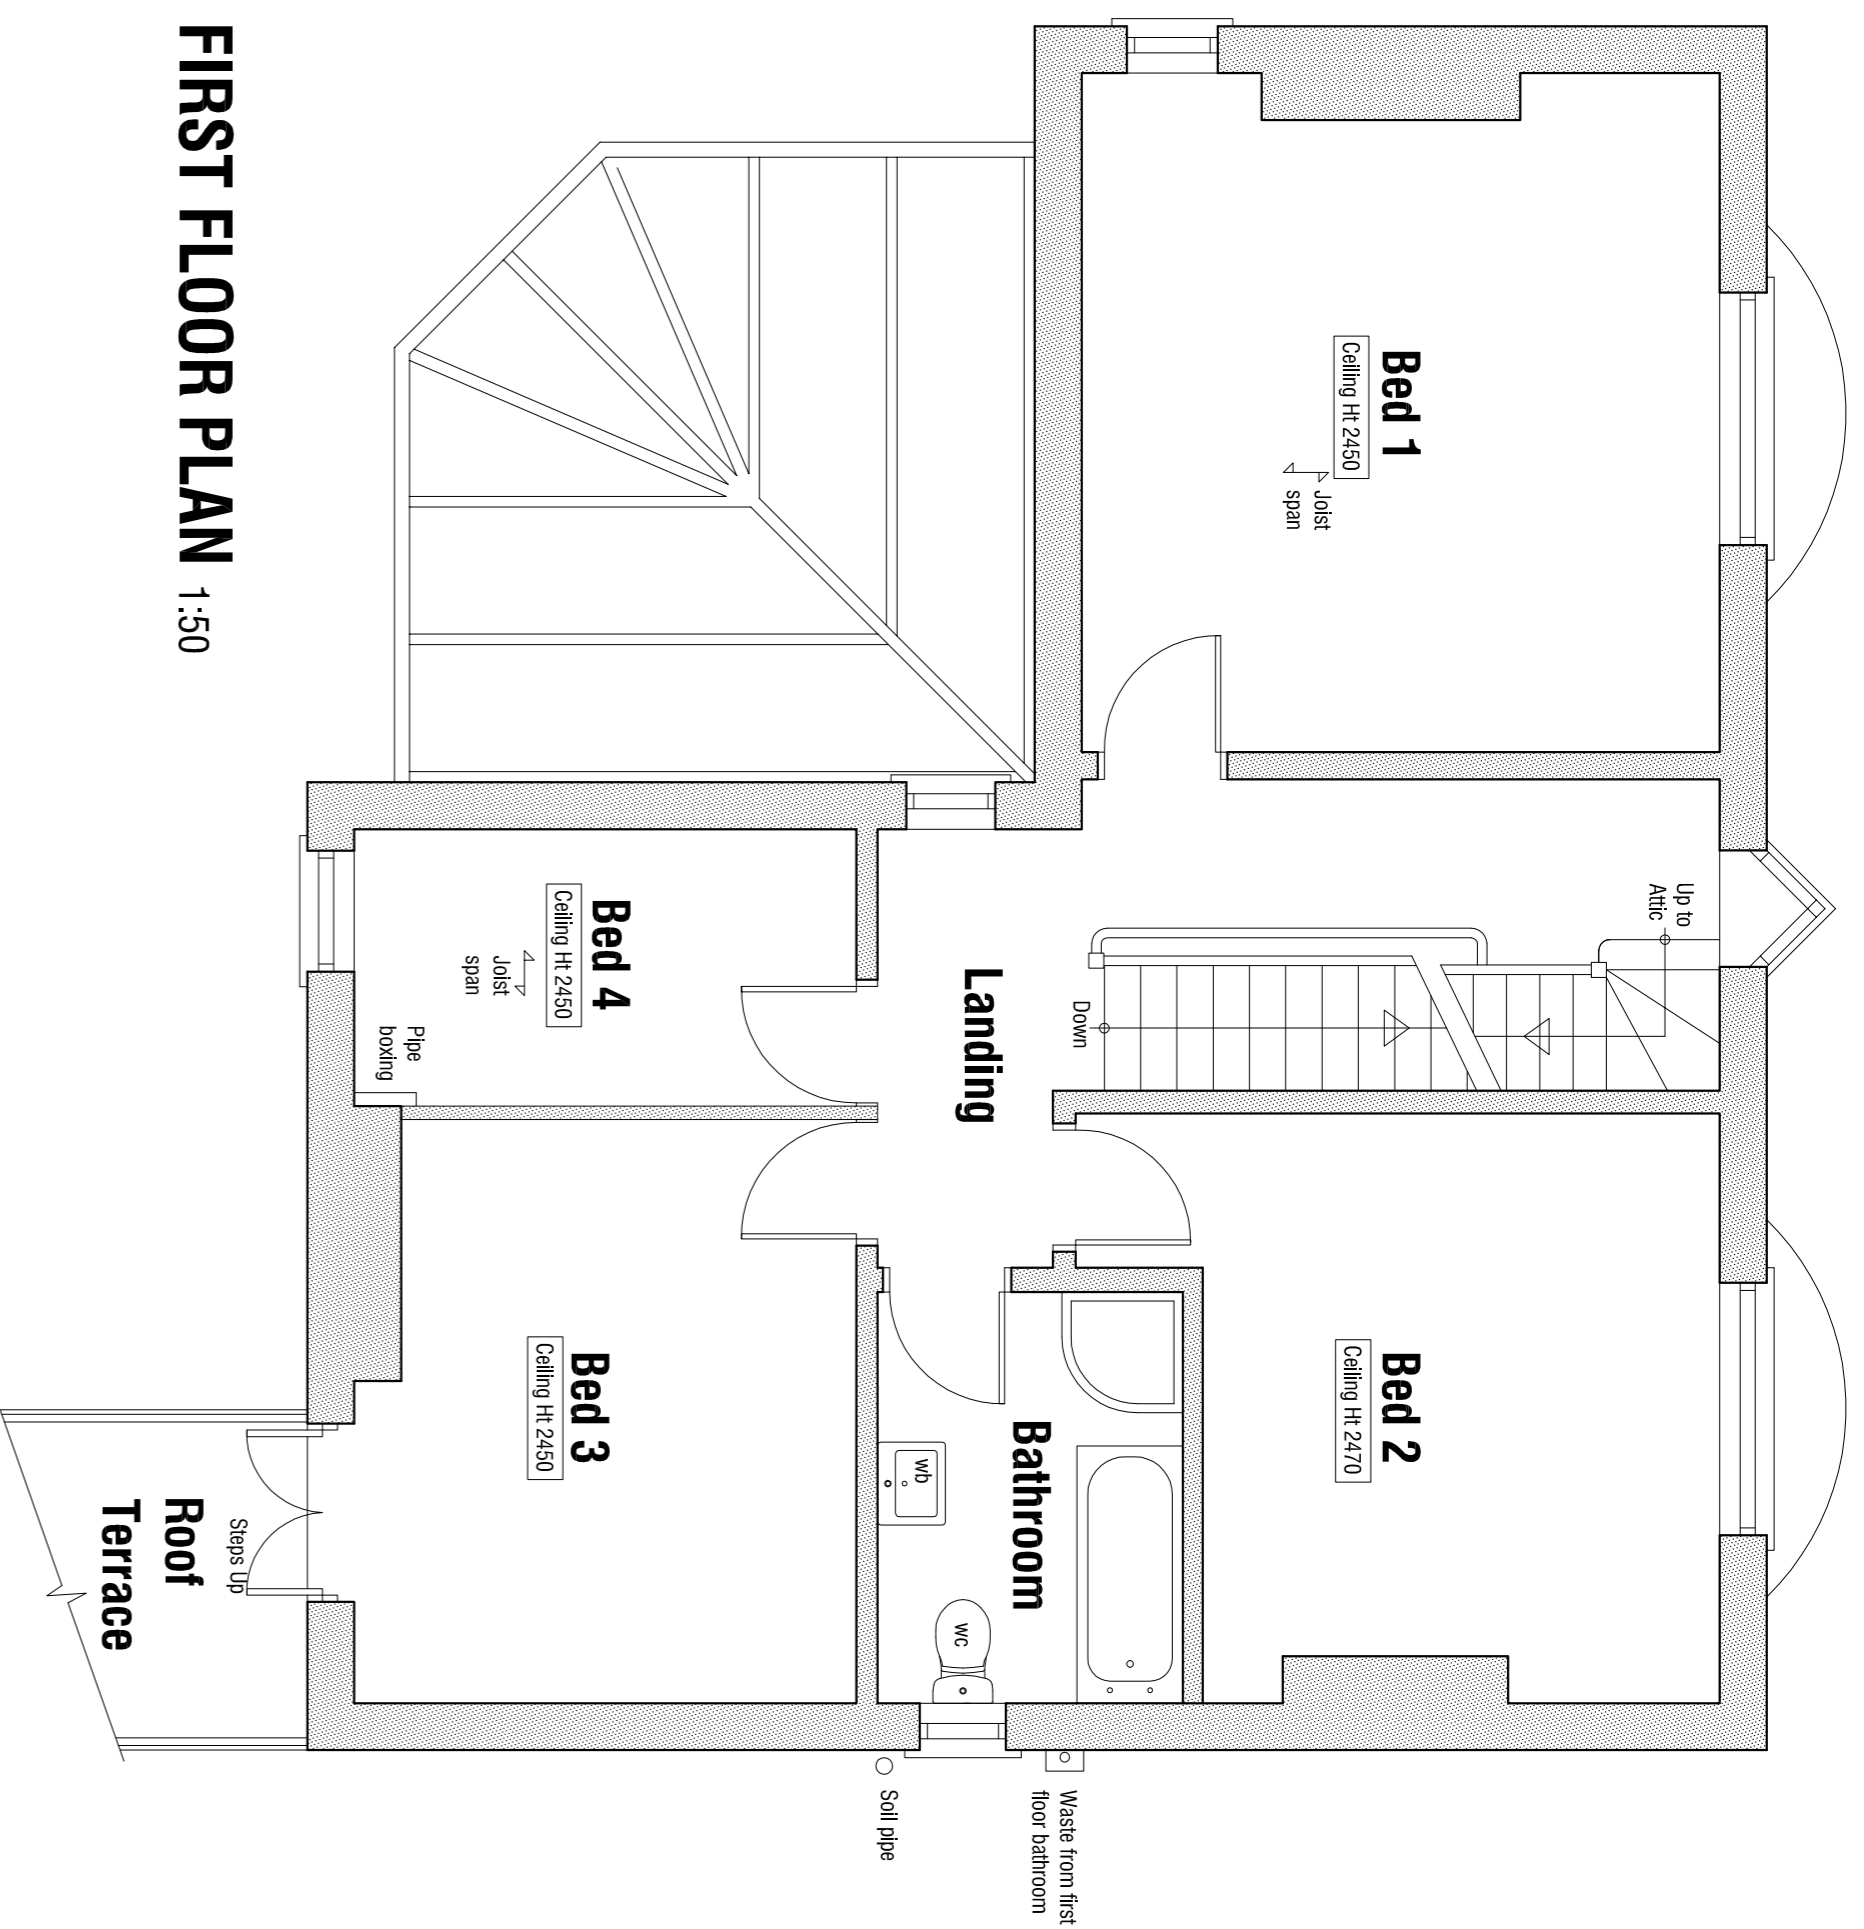 Bed 1
Ceiling Ht 2450
Joist
span
Up to
Attic
Down
Landing
Bed 2
Ceiling Ht 2470
Bathroom
wb
wc
Waste from first
floor bathroom
Soil pipe
Bed 4
Ceiling Ht 2450
Joist
span
Pipe
boxing
Bed 3
Ceiling Ht 2450
Steps Up
Roof
Terrace
FIRST FLOOR PLAN 1:50